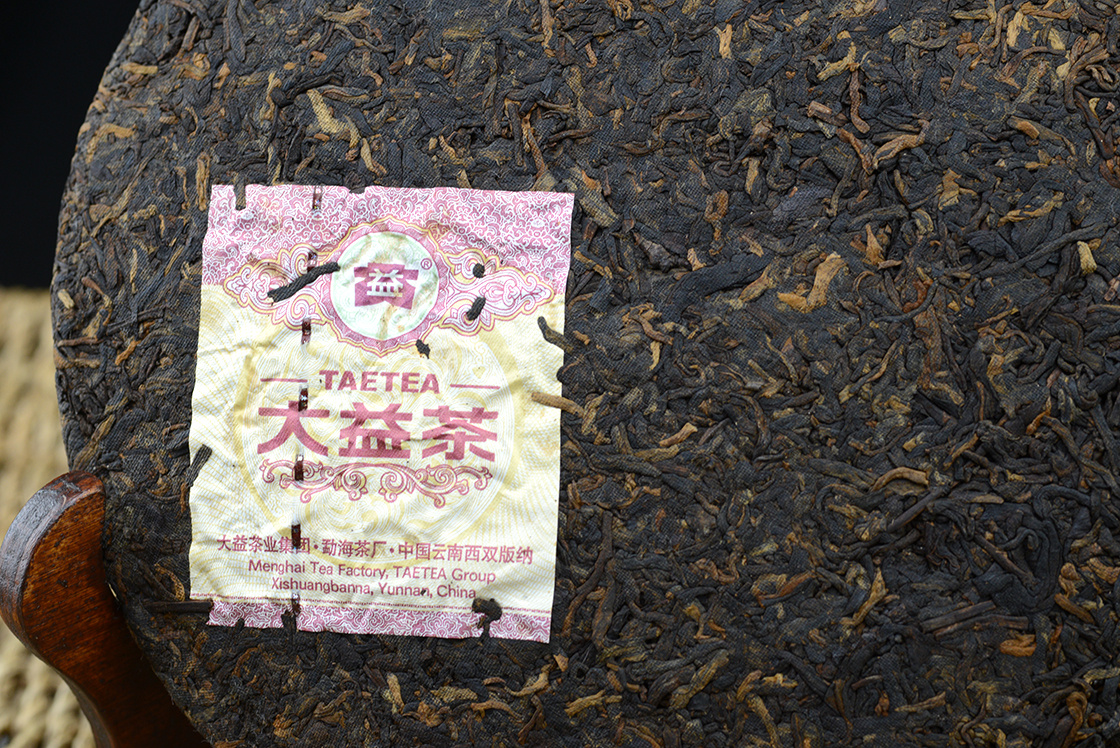 益®
TAETEA
大益茶
大益茶业集团·勐海茶厂·中国云南西双版纳
Menghai Tea Factory, TAETEA Group
Xishuangbanna, Yunnan, China